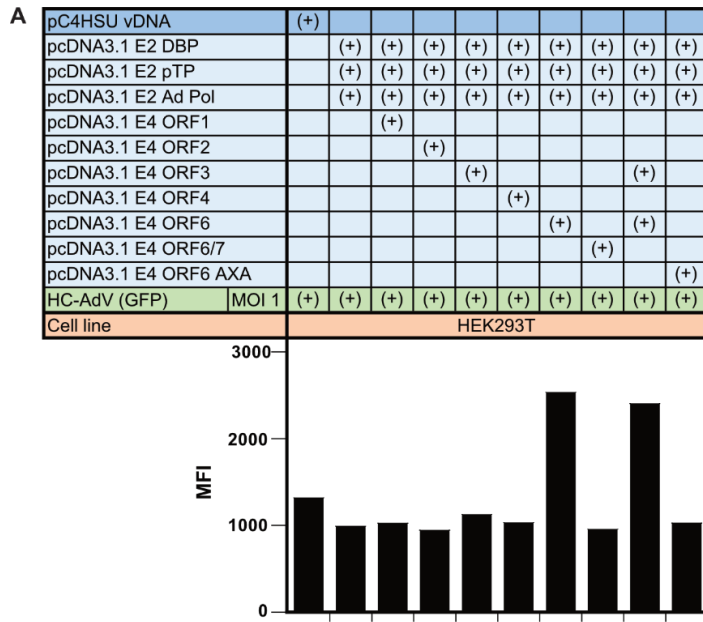 A
pC4HSU vDNA (+)
pcDNA3.1 E2 DBP (+) (+) (+) (+) (+) (+) (+) (+) (+)
pcDNA3.1 E2 pTP (+) (+) (+) (+) (+) (+) (+) (+) (+)
pcDNA3.1 E2 Ad Pol (+) (+) (+) (+) (+) (+) (+) (+) (+)
pcDNA3.1 E4 ORF1 (+)
pcDNA3.1 E4 ORF2 (+)
pcDNA3.1 E4 ORF3 (+) (+)
pcDNA3.1 E4 ORF4 (+)
pcDNA3.1 E4 ORF6 (+) (+)
pcDNA3.1 E4 ORF6/7 (+)
pcDNA3.1 E4 ORF6 AXA (+)
HC-AdV (GFP) MOI 1 (+) (+) (+) (+) (+) (+) (+) (+) (+) (+)
Cell line HEK293T
3000
2000
MFI
1000
0